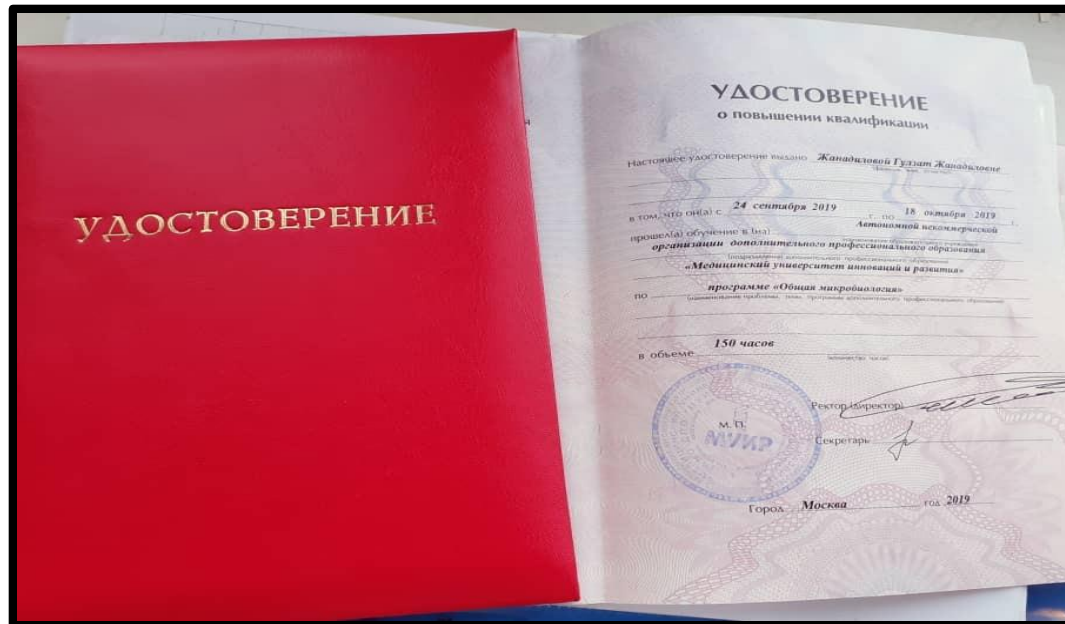 УДОСТОВЕРЕНИЕ
УДОСТОВЕРЕНИЕ
о повышении квалификации
Настоящее удостоверение выдано Жанадиловой Гулзат Жанадиловне
в том, что он(а) с 24 сентября 2019 г. по 18 октября 2019 г.
прошел(а) обучение в (на) Автономной некоммерческой
организации дополнительного профессионального образования
«Медицинский университет инноваций и развития»
по программе «Общая микробиология»
в объеме 150 часов
Ректор (директор)
М. П.
МУИР
Секретарь
Город Москва год 2019